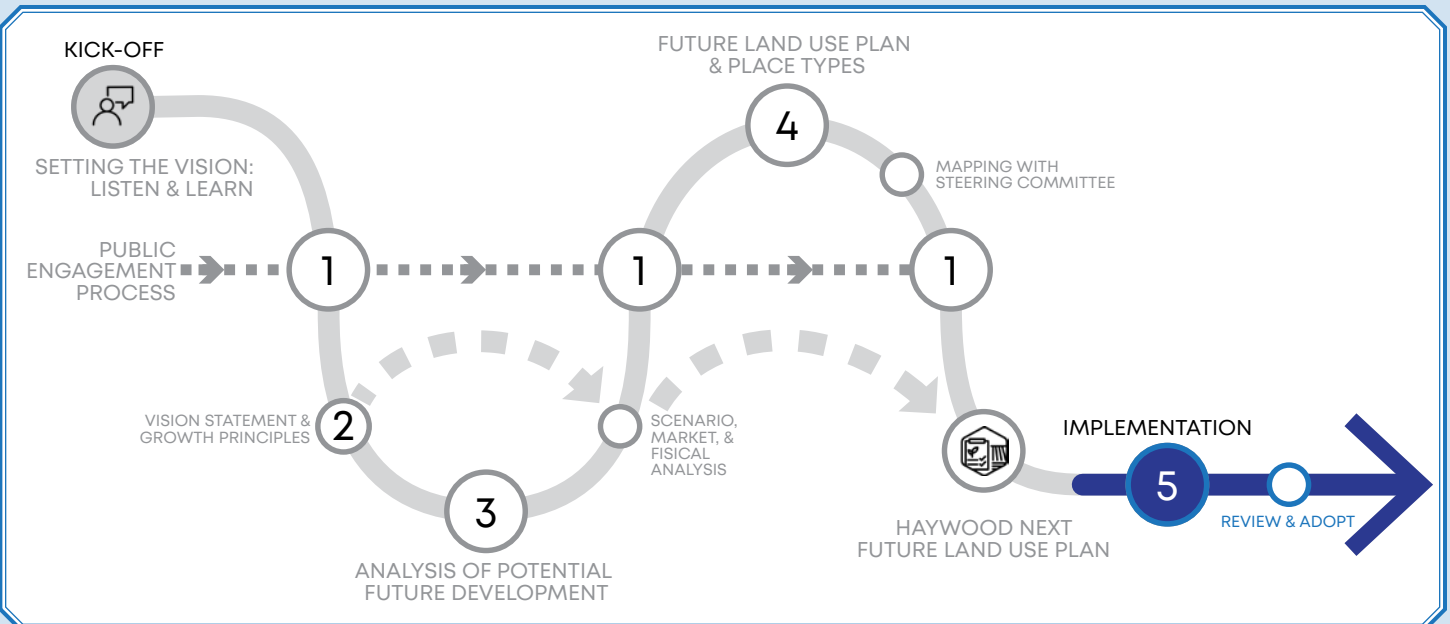 KICK-OFF
SETTING THE VISION:
LISTEN & LEARN
PUBLIC
ENGAGEMENT
PROCESS
1
VISION STATEMENT &
GROWTH PRINCIPLES
2
3
ANALYSIS OF POTENTIAL
FUTURE DEVELOPMENT
SCENARIO,
MARKET, &
FISICAL
ANALYSIS
1
FUTURE LAND USE PLAN
& PLACE TYPES
4
MAPPING WITH
STEERING COMMITTEE
1
HAYWOOD NEXT
FUTURE LAND USE PLAN
IMPLEMENTATION
5
REVIEW & ADOPT